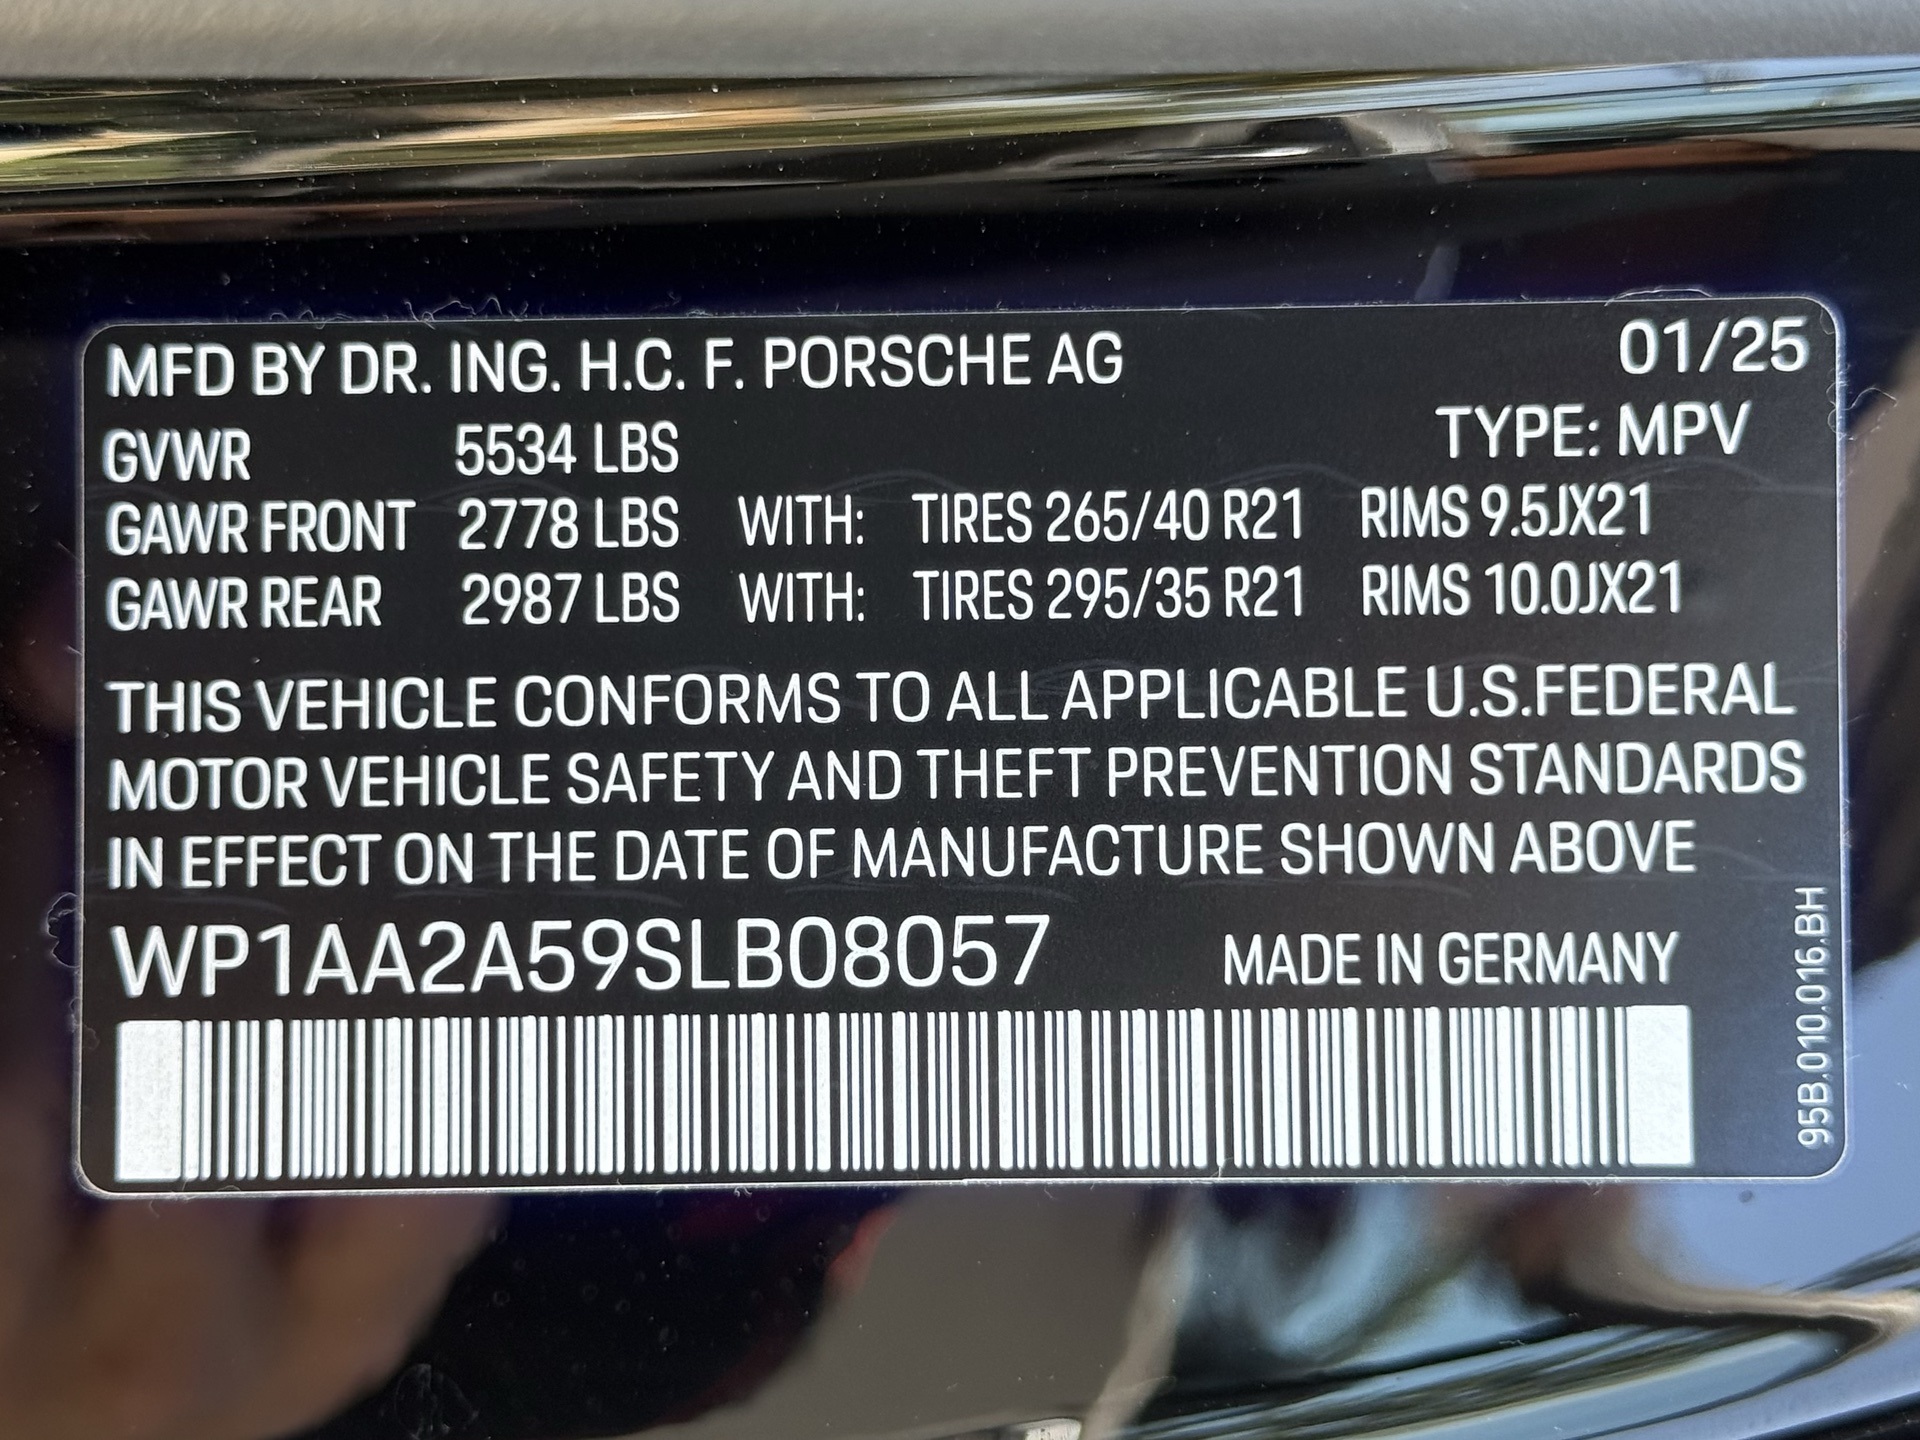 MFD BY DR. ING. H.C. F. PORSCHE AG 01/25
GVWR 5534 LBS TYPE: MPV
GAWR FRONT 2778 LBS WITH: TIRES 265/40 R21 RIMS 9.5JX21
GAWR REAR 2987 LBS WITH: TIRES 295/35 R21 RIMS 10.0JX21
THIS VEHICLE CONFORMS TO ALL APPLICABLE U.S.FEDERAL
MOTOR VEHICLE SAFETY AND THEFT PREVENTION STANDARDS
IN EFFECT ON THE DATE OF MANUFACTURE SHOWN ABOVE
WP1AA2A59SLB08057 MADE IN GERMANY
95B.010.016.BH